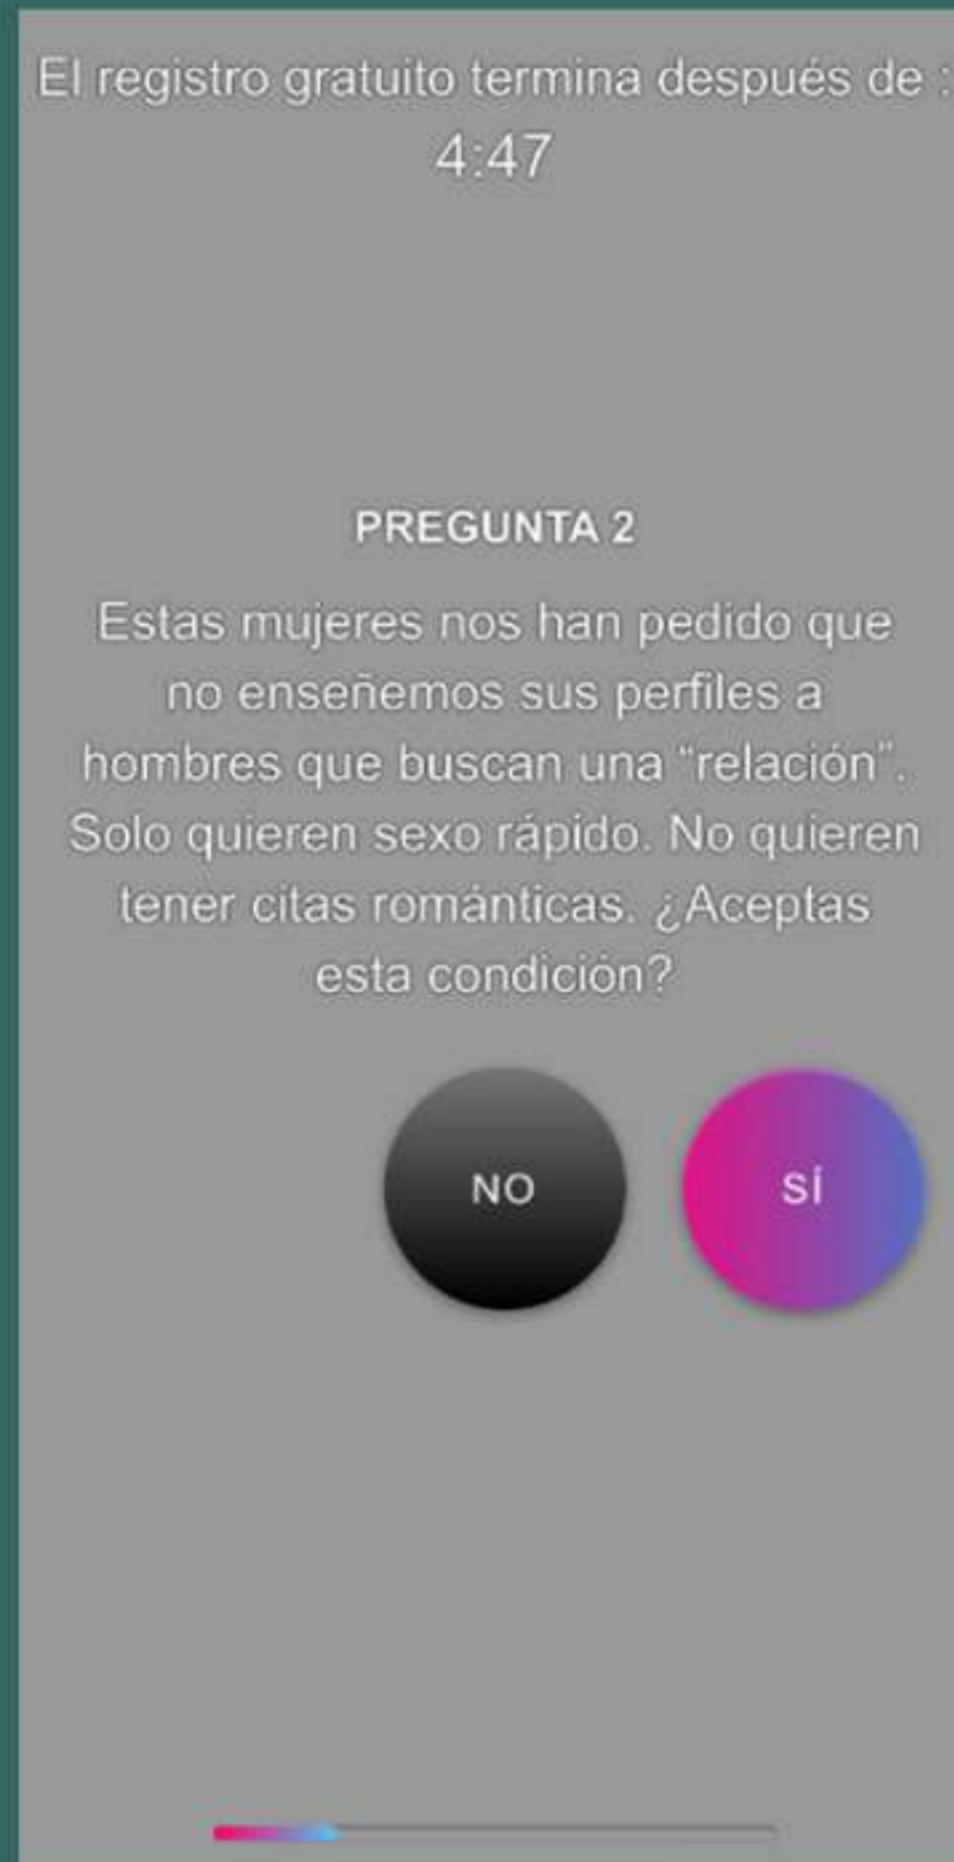 El registro gratuito termina después de :
4:47
PREGUNTA 2
Estas mujeres nos han pedido que
no enseñemos sus perfiles a
hombres que buscan una “relación”.
Solo quieren sexo rápido. No quieren
tener citas románticas. ¿Aceptas
esta condición?
NO
SÍ